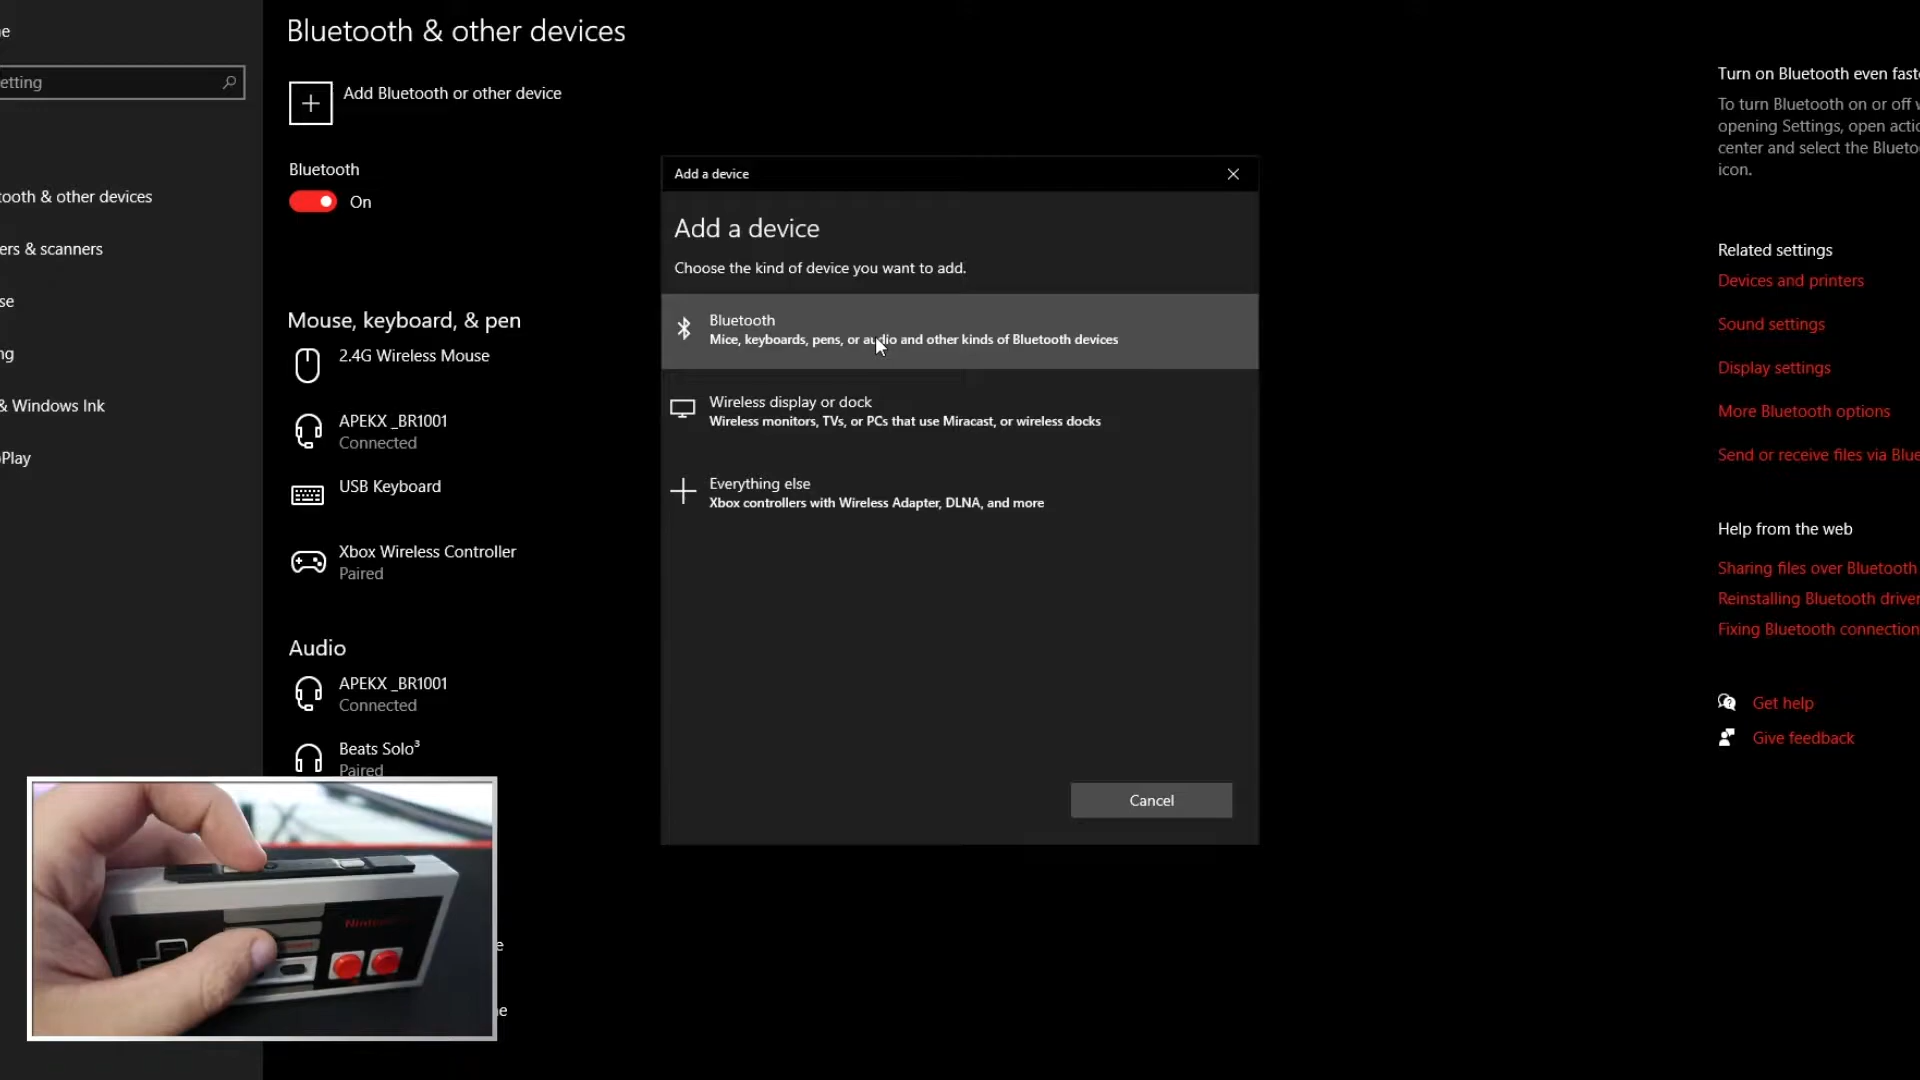 e
etting
tooth & other devices
ers & scanners
se
ng
& Windows Ink
Play
Bluetooth & other devices
Add Bluetooth or other device
Bluetooth
On
Mouse, keyboard, & pen
2.4G Wireless Mouse
APEKX _BR1001
Connected
USB Keyboard
Xbox Wireless Controller
Paired
Audio
APEKX _BR1001
Connected
Beats Solo³
Paired
e
ne
Add a device
Add a device
Choose the kind of device you want to add.
Bluetooth
Mice, keyboards, pens, or audio and other kinds of Bluetooth devices
Wireless display or dock
Wireless monitors, TVs, or PCs that use Miracast, or wireless docks
Everything else
Xbox controllers with Wireless Adapter, DLNA, and more
Cancel
Turn on Bluetooth even faste
To turn Bluetooth on or off w
opening Settings, open actio
center and select the Bluetoo
icon.
Related settings
Devices and printers
Sound settings
Display settings
More Bluetooth options
Send or receive files via Blue
Help from the web
Sharing files over Bluetooth
Reinstalling Bluetooth driver
Fixing Bluetooth connection
Get help
Give feedback